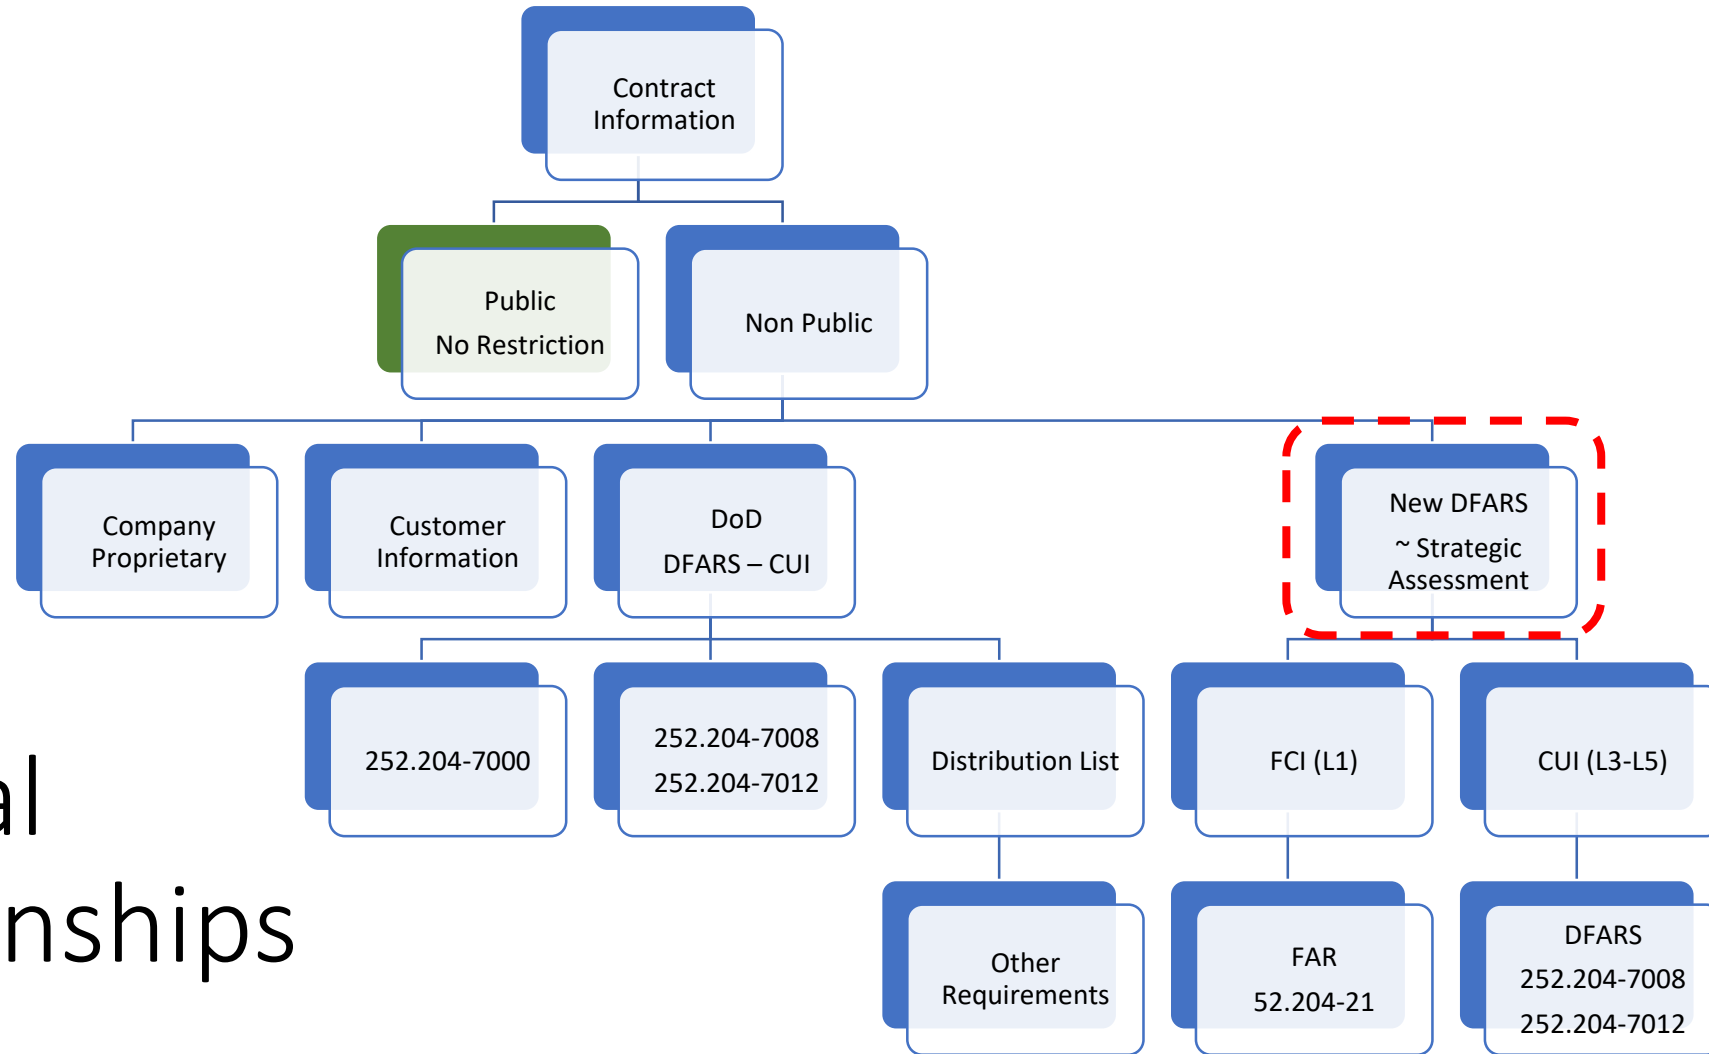 Contract
Information
Public
No Restriction
Non Public
Company
Proprietary
Customer
Information
DoD
DFARS – CUI
New DFARS
~ Strategic
Assessment
252.204-7000
252.204-7008
252.204-7012
Distribution List
FCI (L1)
CUI (L3-L5)
Other
Requirements
FAR
52.204-21
DFARS
252.204-7008
252.204-7012
al
nships